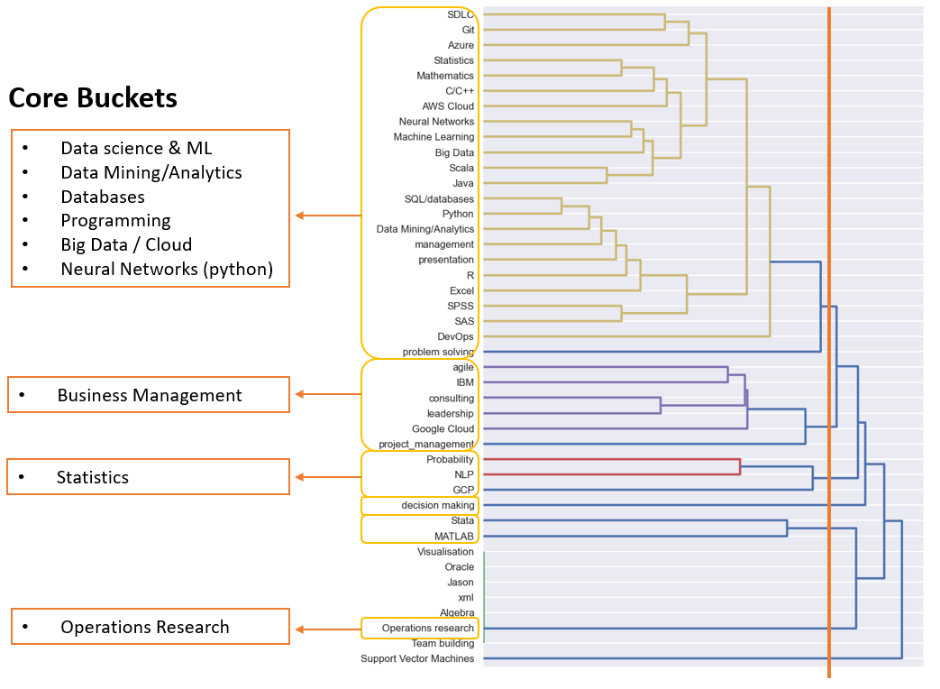 Core Buckets
• Data science & ML
• Data Mining/Analytics
• Databases
• Programming
• Big Data / Cloud
• Neural Networks (python)
• Business Management
• Statistics
• Operations Research
SDLC
Git
Azure
Statistics
Mathematics
C/C++
AWS Cloud
Neural Networks
Machine Learning
Big Data
Scala
Java
SQL/databases
Python
Data Mining/Analytics
management
presentation
R
Excel
SPSS
SAS
DevOps
problem solving
agile
IBM
consulting
leadership
Google Cloud
project_management
Probability
NLP
GCP
decision making
Stata
MATLAB
Visualisation
Oracle
Jason
xml
Algebra
Operations research
Team building
Support Vector Machines